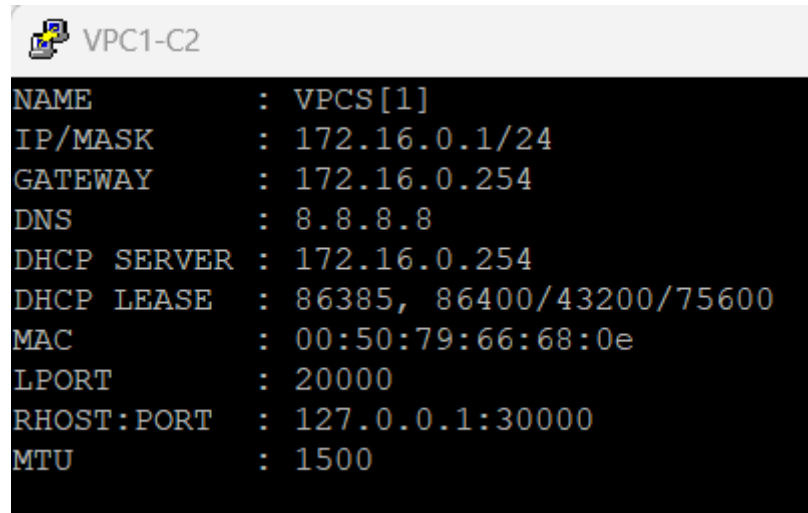 VPC1-C2
NAME        : VPCS[1]
IP/MASK     : 172.16.0.1/24
GATEWAY     : 172.16.0.254
DNS         : 8.8.8.8
DHCP SERVER : 172.16.0.254
DHCP LEASE  : 86385, 86400/43200/75600
MAC         : 00:50:79:66:68:0e
LPORT       : 20000
RHOST:PORT  : 127.0.0.1:30000
MTU         : 1500